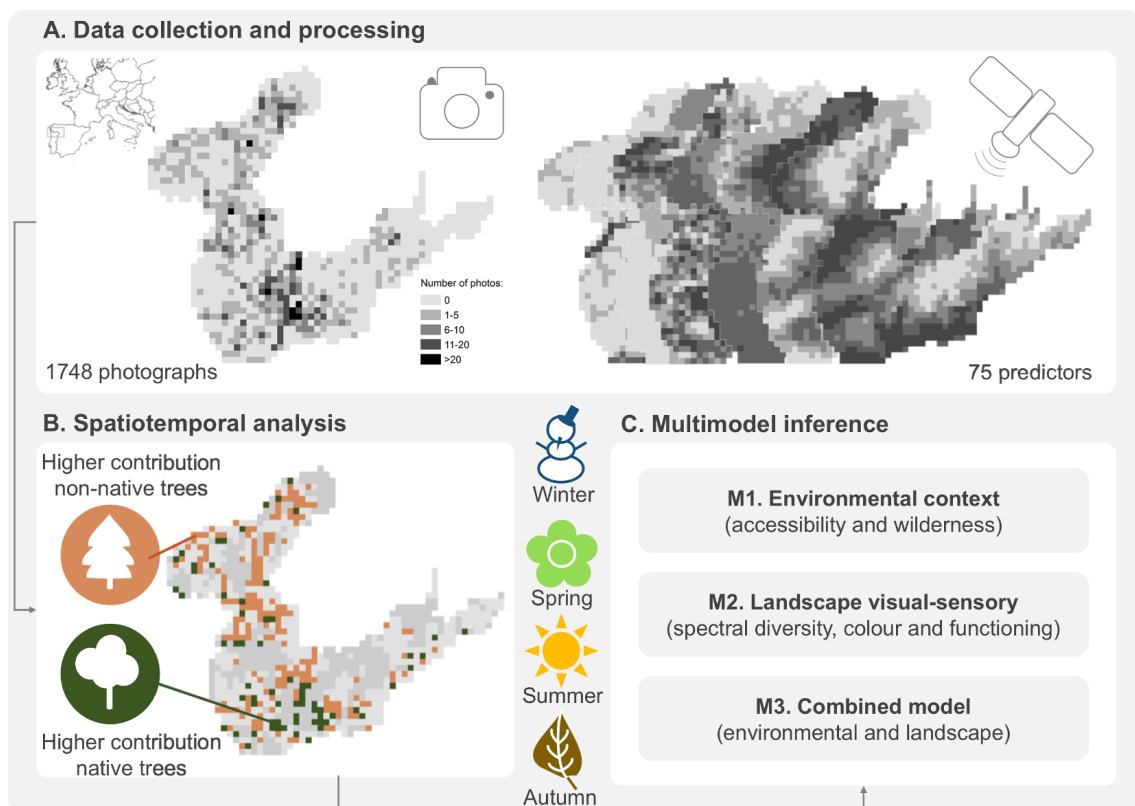 A. Data collection and processing
Number of photos:
0
1-5
6-10
11-20
>20
1748 photographs
75 predictors
B. Spatiotemporal analysis
Higher contribution
non-native trees
Higher contribution
native trees
Winter
Spring
Summer
Autumn
C. Multimodel inference
M1. Environmental context
(accessibility and wilderness)
M2. Landscape visual-sensory
(spectral diversity, colour and functioning)
M3. Combined model
(environmental and landscape)